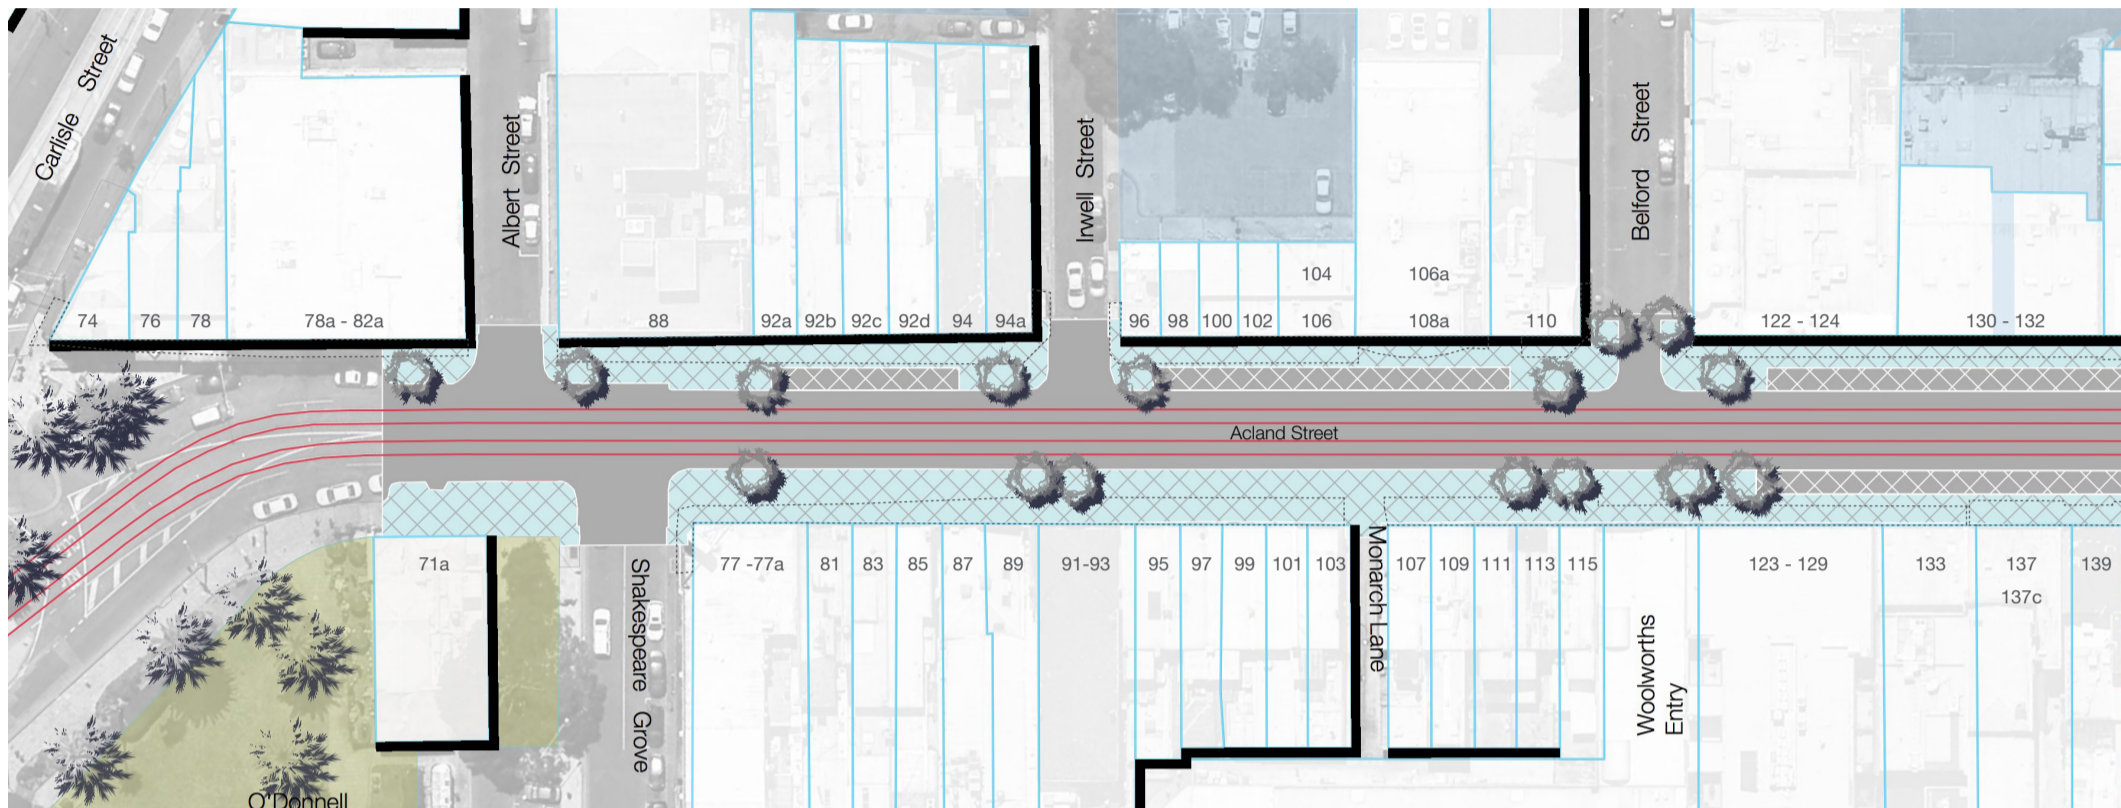 Carlisle Street
Albert Street
Irwell Street
Belford Street
74
76
78
78a - 82a
88
92a
92b
92c
92d
94
94a
96
98
100
102
104
106
106a
108a
110
122 - 124
130 - 132
Acland Street
71a
Shakespeare Grove
77 -77a
81
83
85
87
89
91-93
95
97
99
101
103
Monarch Lane
107
109
111
113
115
Woolworths
Entry
123 - 129
133
137
137c
139
O'Donnell